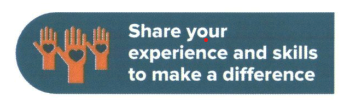 Share your
experience and skills
to make a difference